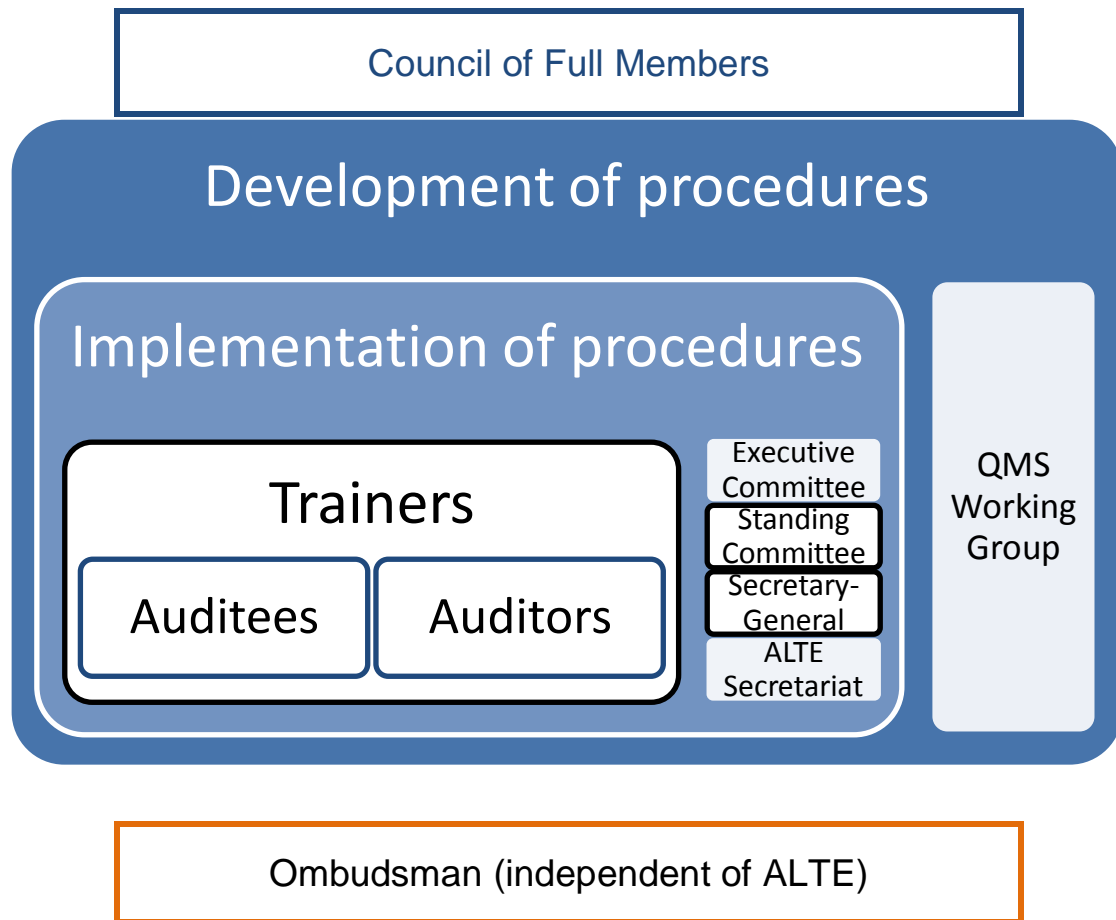 Council of Full Members
Development of procedures
Implementation of procedures
Trainers
Auditees
Auditors
Executive
Committee
Standing
Committee
Secretary-
General
ALTE
Secretariat
QMS
Working
Group
Ombudsman (independent of ALTE)